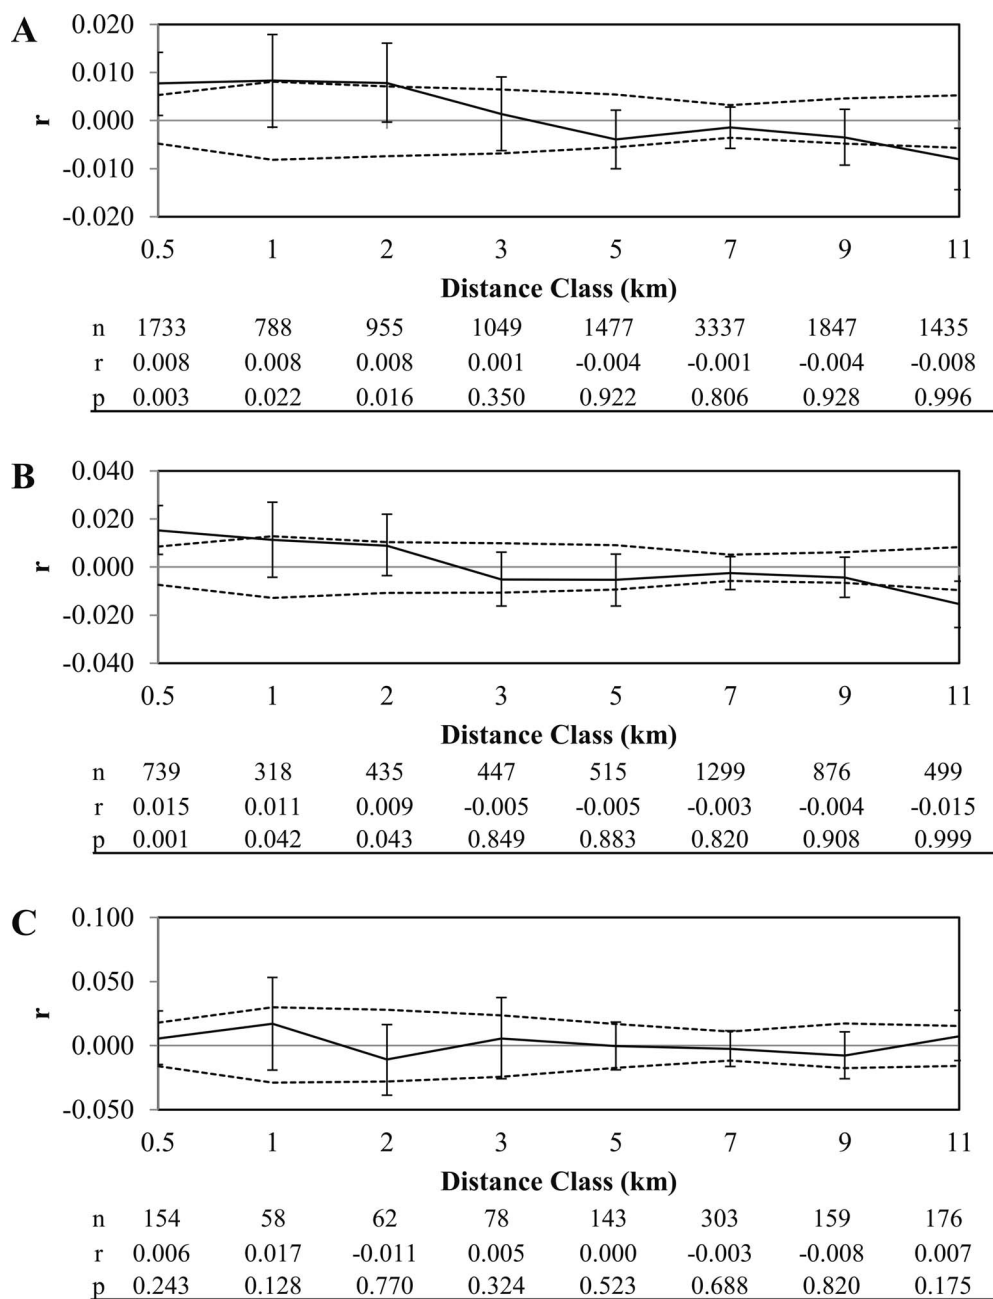 A
r
0.020
0.010
0.000
-0.010
-0.020
0.5 1 2 3 5 7 9 11
Distance Class (km)
n 1733 788 955 1049 1477 3337 1847 1435
r 0.008 0.008 0.008 0.001 -0.004 -0.001 -0.004 -0.008
p 0.003 0.022 0.016 0.350 0.922 0.806 0.928 0.996
B
r
0.040
0.020
0.000
-0.020
-0.040
0.5 1 2 3 5 7 9 11
Distance Class (km)
n 739 318 435 447 515 1299 876 499
r 0.015 0.011 0.009 -0.005 -0.005 -0.003 -0.004 -0.015
p 0.001 0.042 0.043 0.849 0.883 0.820 0.908 0.999
C
r
0.100
0.050
0.000
-0.050
0.5 1 2 3 5 7 9 11
Distance Class (km)
n 154 58 62 78 143 303 159 176
r 0.006 0.017 -0.011 0.005 0.000 -0.003 -0.008 0.007
p 0.243 0.128 0.770 0.324 0.523 0.688 0.820 0.175